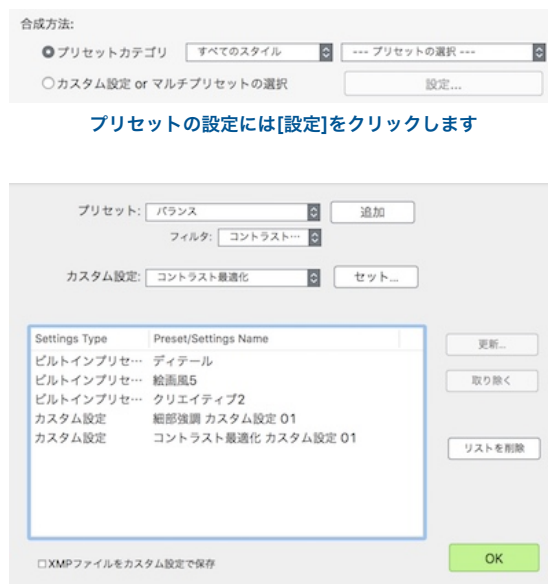 合成方法:
プリセットカテゴリ すべてのスタイル --- プリセットの選択 ---
カスタム設定 or マルチプリセットの選択 設定...
プリセットの設定には[設定]をクリックします
プリセット: バランス 追加
フィルタ: コントラスト…
カスタム設定: コントラスト最適化 セット...
Settings Type Preset/Settings Name
ビルトインプリセ… ディテール 更新...
ビルトインプリセ… 絵画風5 取り除く
ビルトインプリセ… クリエイティブ2
カスタム設定 細部強調 カスタム設定 01
カスタム設定 コントラスト最適化 カスタム設定 01
リストを削除
OK
XMPファイルをカスタム設定で保存